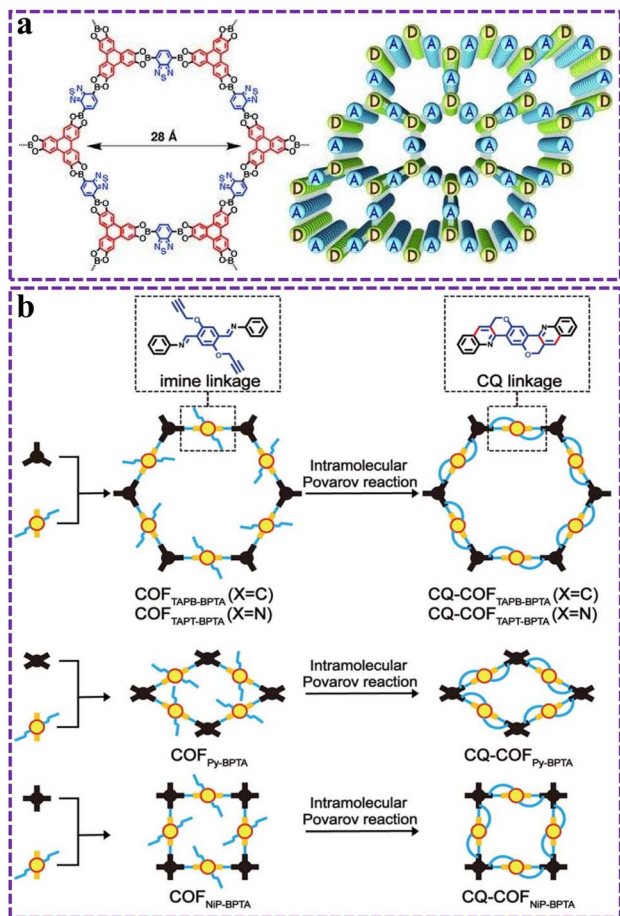 a
28 Å
b
imine linkage
CQ linkage
Intramolecular
Povarov reaction
COF_TAPB-BPTA (X=C)
COF_TAPT-BPTA (X=N)
CQ-COF_TAPB-BPTA (X=C)
CQ-COF_TAPT-BPTA (X=N)
Intramolecular
Povarov reaction
COF_Py-BPTA
CQ-COF_Py-BPTA
Intramolecular
Povarov reaction
COF_NiP-BPTA
CQ-COF_NiP-BPTA